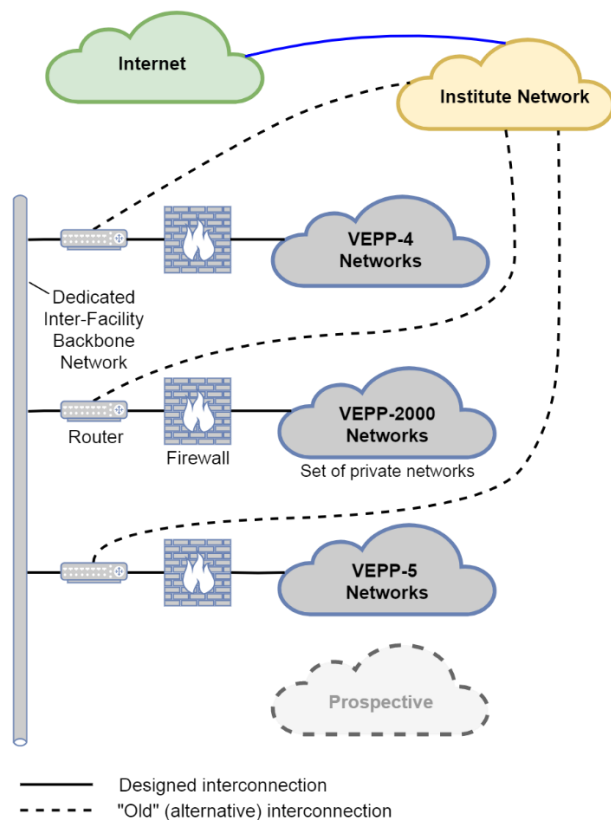 Internet
Institute Network
VEPP-4
Networks
Dedicated
Inter-Facility
Backbone
Network
Router
Firewall
VEPP-2000
Networks
Set of private networks
VEPP-5
Networks
Prospective
Designed interconnection
"Old" (alternative) interconnection